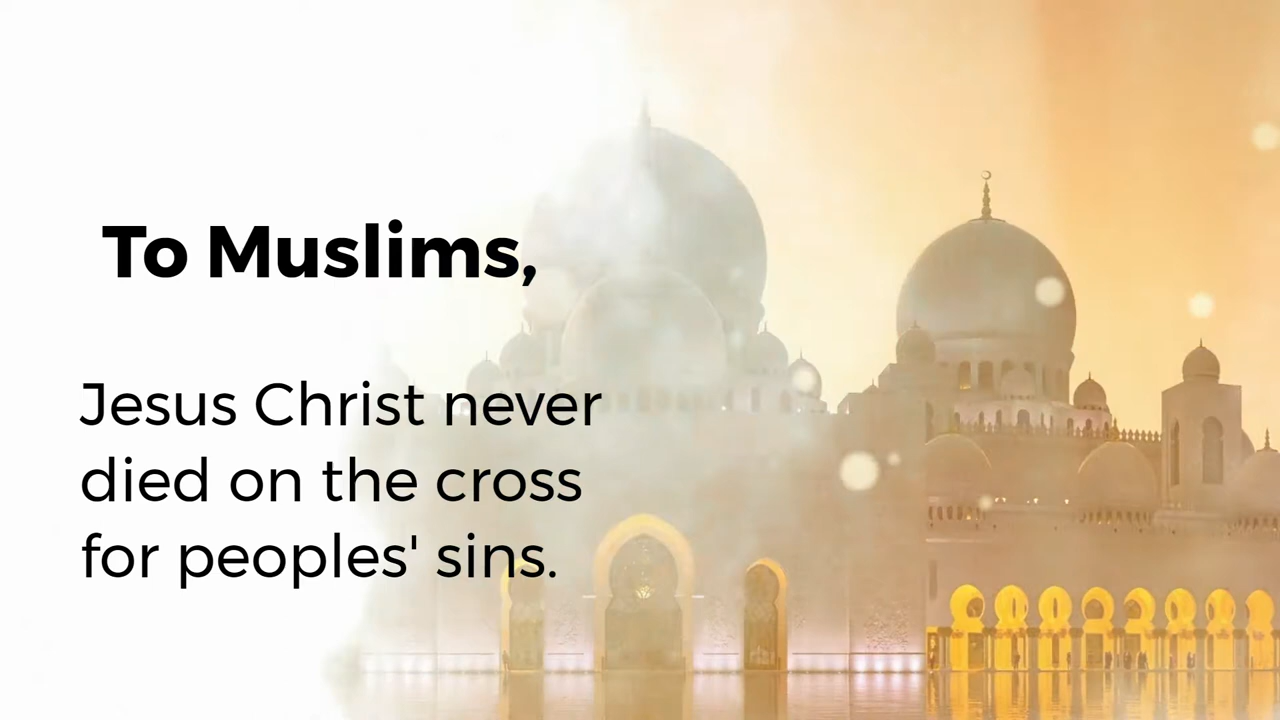 To Muslims,
Jesus Christ never
died on the cross
for peoples' sins.